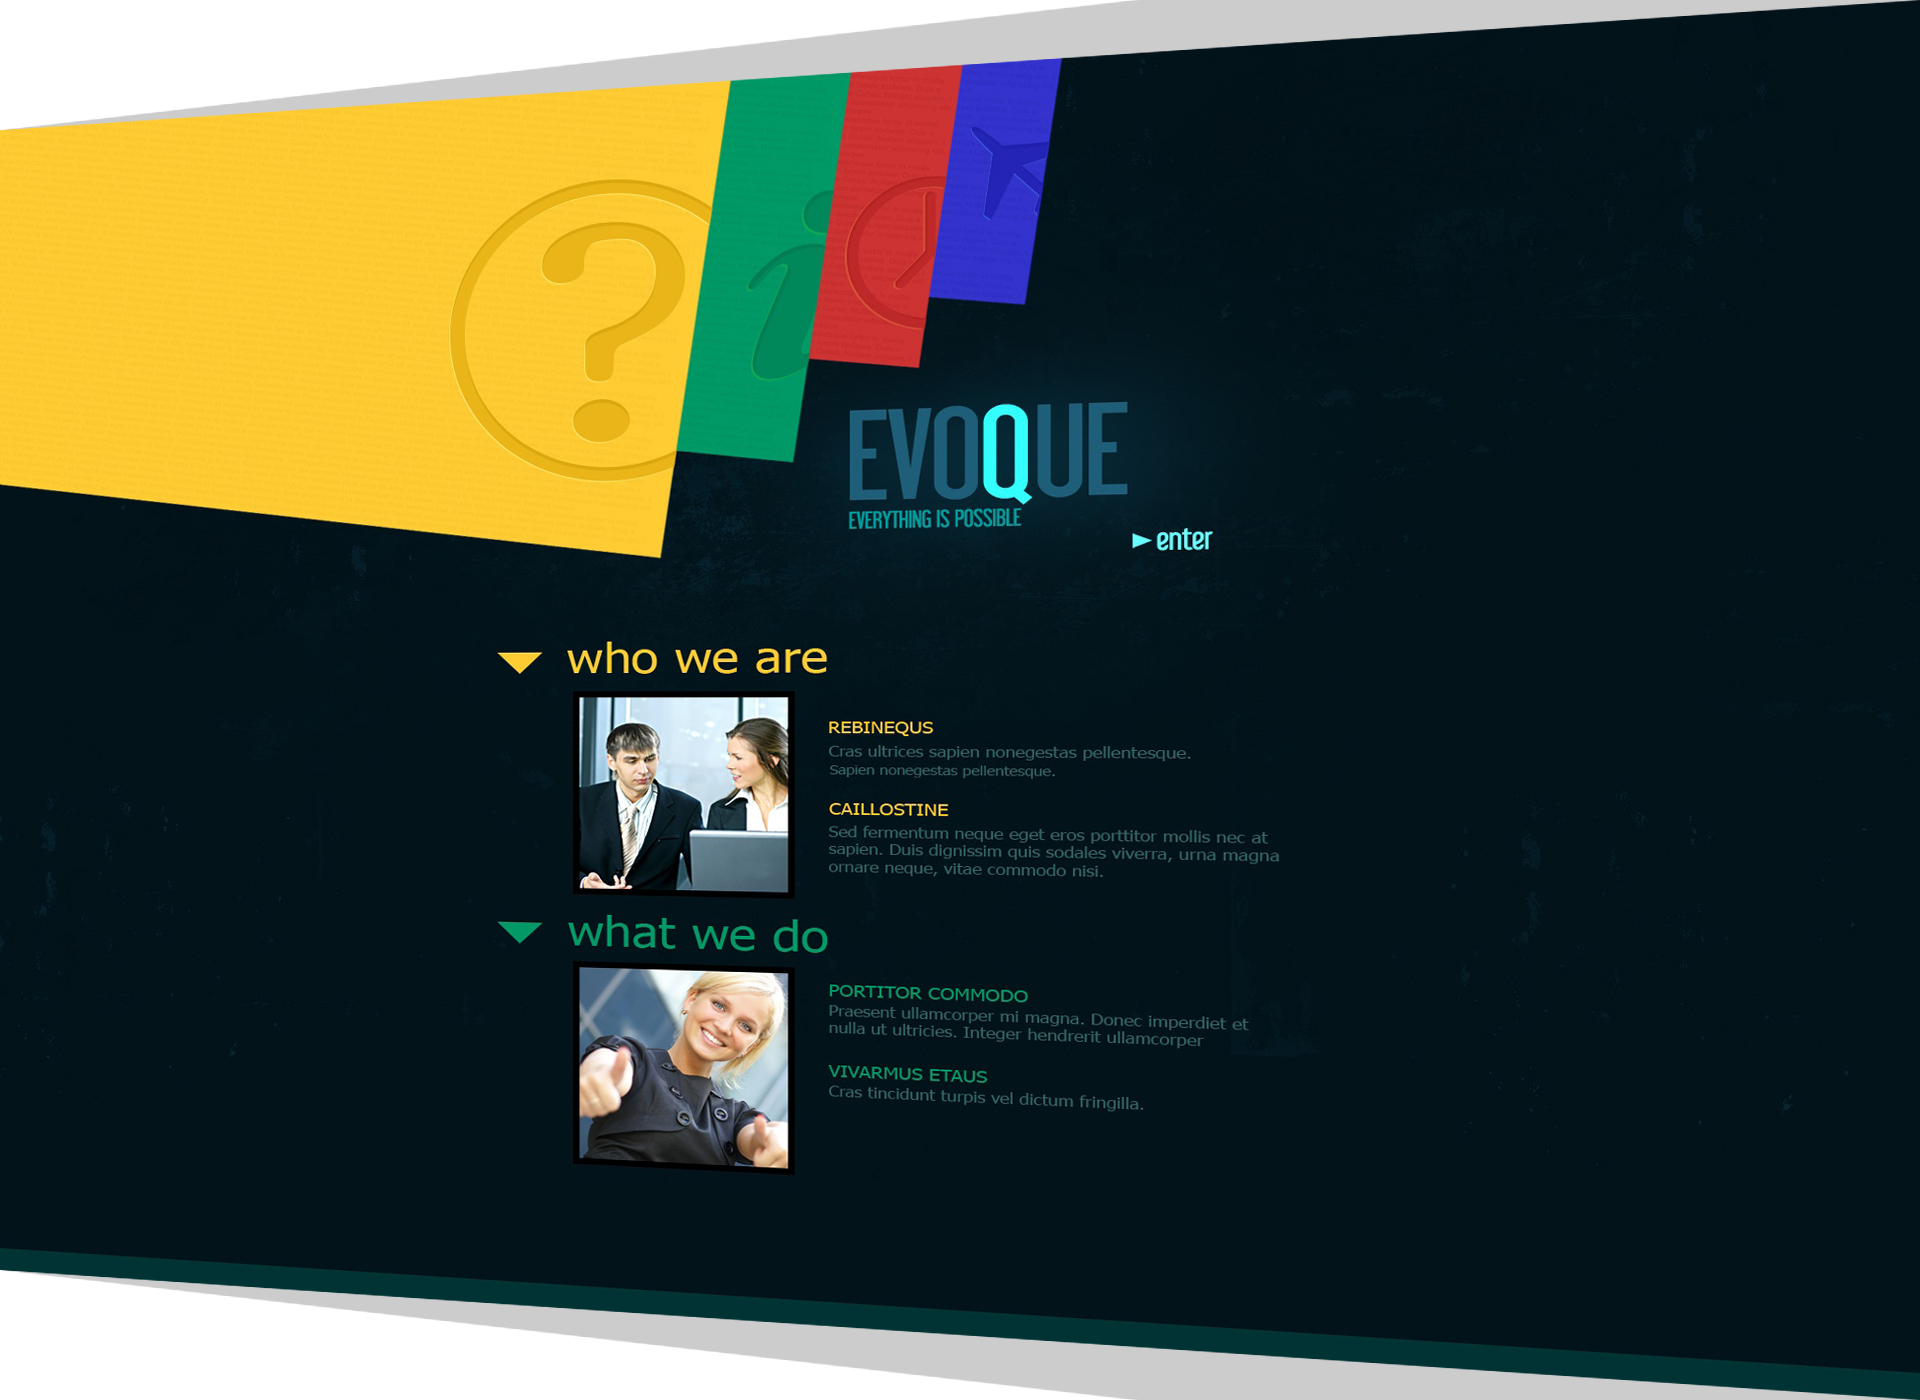 ?
i
EVOQUE
EVERYTHING IS POSSIBLE
enter
who we are
REBINEQUS
Cras ultrices sapien nonegestas pellentesque.
Sapien nonegestas pellentesque.
CAILLOSTINE
Sed fermentum neque eget eros porttitor mollis nec at
sapien. Duis dignissim quis sodales viverra, urna magna
ornare neque, vitae commodo nisi.
what we do
PORTITOR COMMODO
Praesent ullamcorper mi magna. Donec imperdiet et
nulla ut ultricies. Integer hendrerit ullamcorper
VIVARMUS ETAUS
Cras tincidunt turpis vel dictum fringilla.